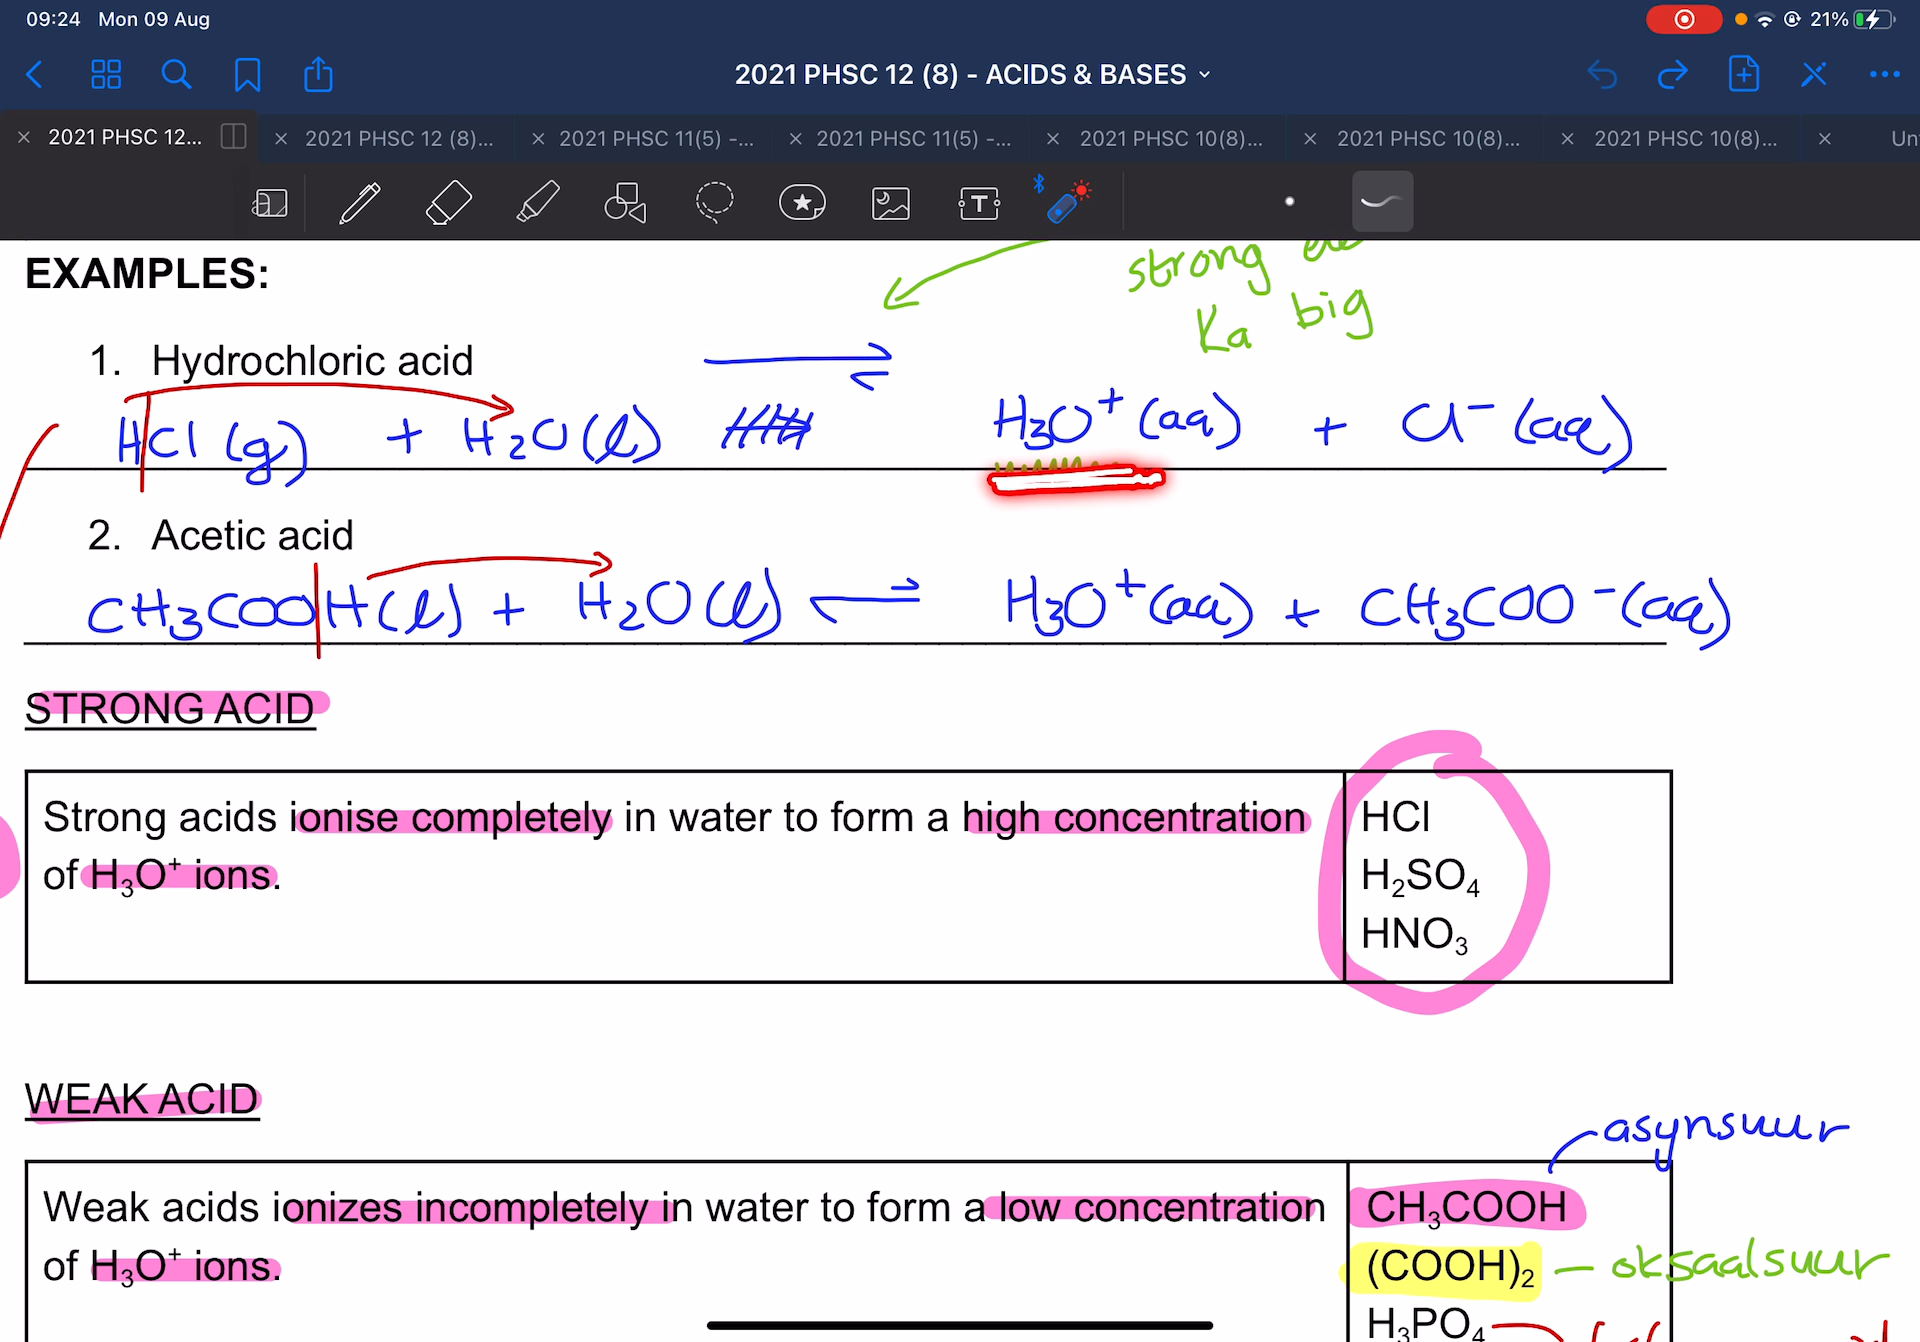 09:24 Mon 09 Aug
21%
2021 PHSC 12 (8) - ACIDS & BASES
2021 PHSC 12... 2021 PHSC 12 (8)... 2021 PHSC 11(5) -... 2021 PHSC 11(5) -... 2021 PHSC 10(8)... 2021 PHSC 10(8)... 2021 PHSC 10(8)...
strong
Ka big
EXAMPLES:
1. Hydrochloric acid
HCl (g) + H₂O (l) ⇌ H₃O⁺ (aq) + Cl⁻ (aq)
2. Acetic acid
CH₃COOH (l) + H₂O (l) ⇌ H₃O⁺ (aq) + CH₃COO⁻ (aq)
STRONG ACID
Strong acids ionise completely in water to form a high concentration
of H₃O⁺ ions.
HCl
H₂SO₄
HNO₃
WEAK ACID
asynsuur
Weak acids ionizes incompletely in water to form a low concentration
of H₃O⁺ ions.
CH₃COOH
(COOH)₂ – oksaalsuur
H₃PO₄